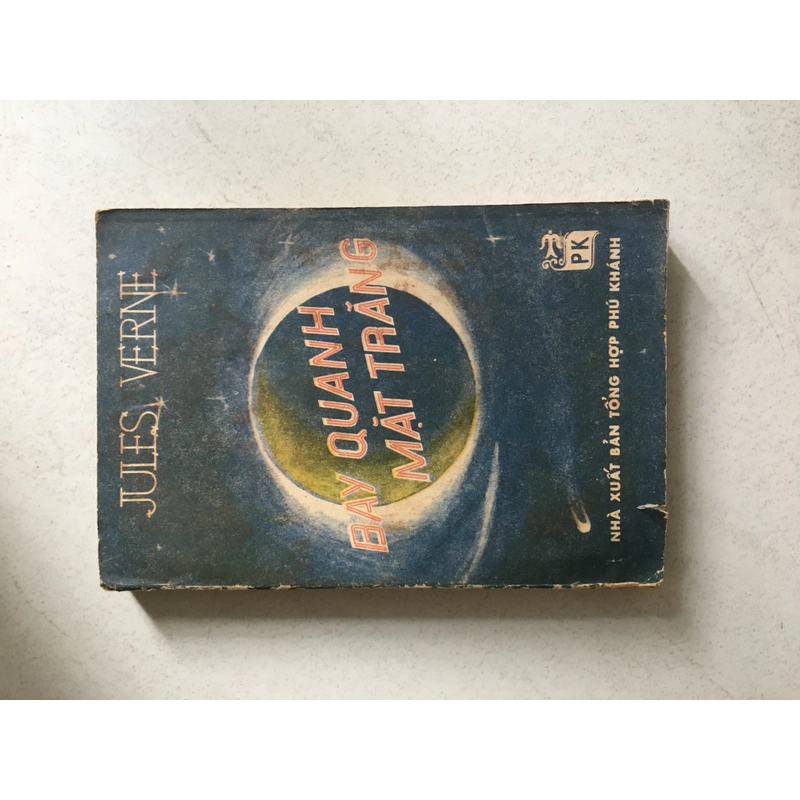 JULES VERNE
BAY QUANH
MẶT TRĂNG
PK
NHÀ XUẤT BẢN TỔNG HỢP PHÚ KHÁNH